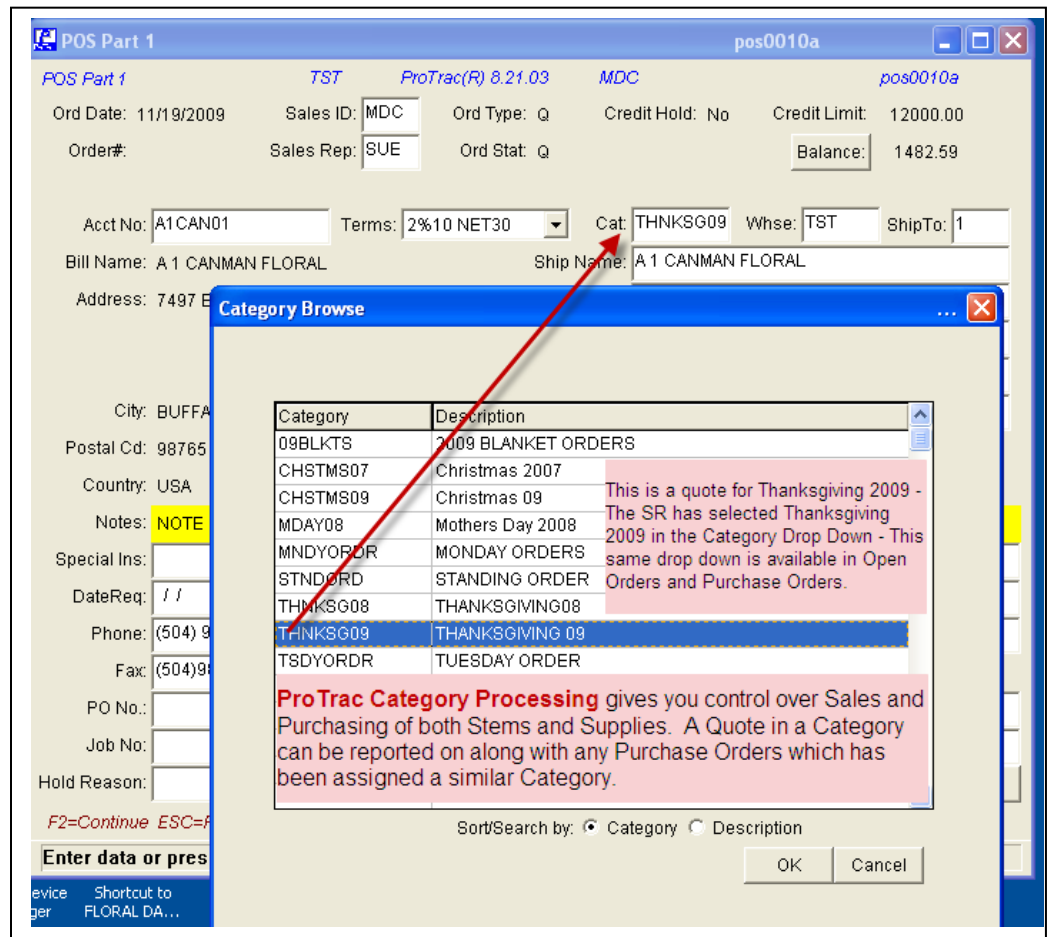 POS Part 1 pos0010a
POS Part 1 TST ProTrac(R) 8.21.03 MDC pos0010a
Ord Date: 11/19/2009 Sales ID: MDC Ord Type: Q Credit Hold: No Credit Limit: 12000.00
Order#: Sales Rep: SUE Ord Stat: Q Balance: 1482.59
Acct No: A1CAN01 Terms: 2%10 NET30 Cat: THNKSG09 Whse: TST ShipTo: 1
Bill Name: A 1 CANMAN FLORAL Ship Name: A 1 CANMAN FLORAL
Address: 7497
Category Browse ...
City: BUFFA
Postal Cd: 98765
Country: USA
Notes: NOTE
Special Ins:
DateReq: / /
Phone: (504) 9
Fax: (504)9
PO No.:
Job No:
Hold Reason:
F2=Continue ESC=
Enter data or pres
Category Description
09BLKTS 2009 BLANKET ORDERS
CHSTMS07 Christmas 2007
CHSTMS09 Christmas 09
MDAY08 Mothers Day 2008
MNDYORDR MONDAY ORDERS
STNDORD STANDING ORDER
THNKSG08 THANKSGIVING08
THNKSG09 THANKSGIVING 09
TSDYORDR TUESDAY ORDER
This is a quote for Thanksgiving 2009 -
The SR has selected Thanksgiving
2009 in the Category Drop Down - This
same drop down is available in Open
Orders and Purchase Orders.
ProTrac Category Processing gives you control over Sales and
Purchasing of both Stems and Supplies. A Quote in a Category
can be reported on along with any Purchase Orders which has
been assigned a similar Category.
Sort/Search by: Category Description
OK Cancel
evice Shortcut to
ger FLORAL DA...